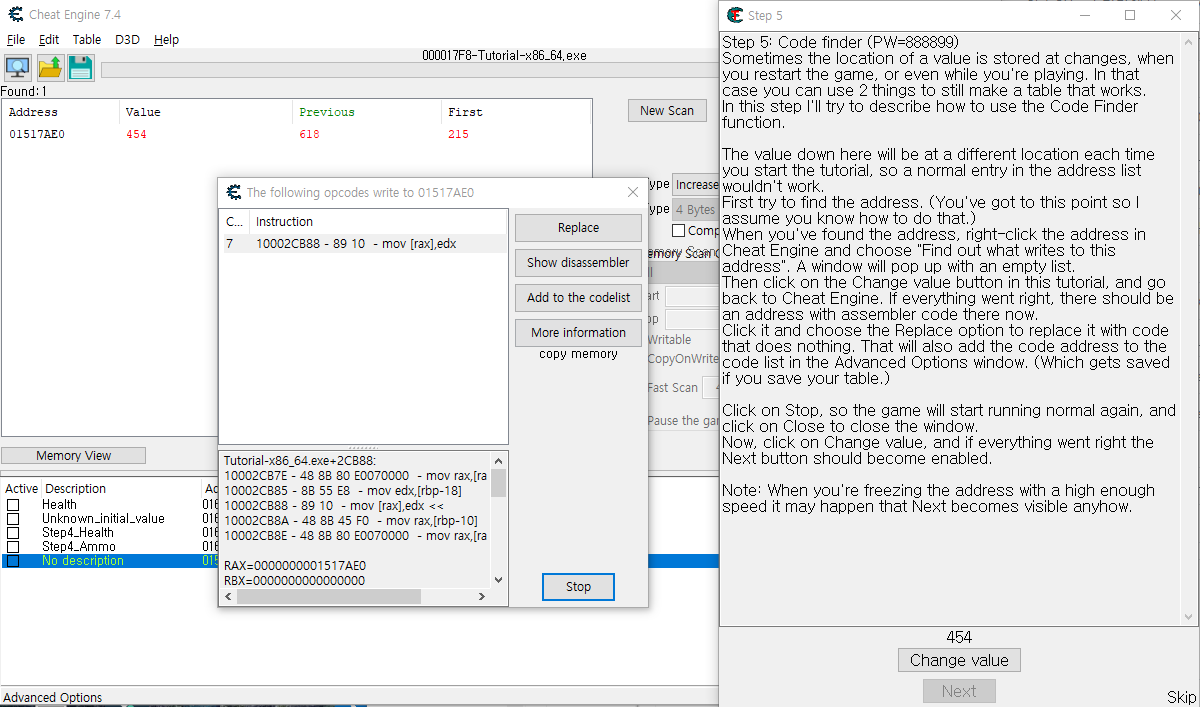 Cheat Engine 7.4
File Edit Table D3D Help
000017F8-Tutorial-x86_64.exe
Found: 1
Address Value Previous First
01517AE0 454 618 215
New Scan
ype Increase
ype 4 Bytes
Comp
Memory Scan O
art
op
Writable
CopyOnWrite
Fast Scan 4
Pause the gar
Memory View
Active Description Ad
Health 016
Unknown_initial_value 016
Step4_Health 016
Step4_Ammo 016
No description 015
Advanced Options
The following opcodes write to 01517AE0
C... Instruction
7 10002CB88 - 89 10 - mov [rax],edx
Replace
Show disassembler
Add to the codelist
More information
copy memory
Tutorial-x86_64.exe+2CB88:
10002CB7E - 48 8B 80 E0070000 - mov rax,[ra
10002CB85 - 8B 55 E8 - mov edx,[rbp-18]
10002CB88 - 89 10 - mov [rax],edx <<
10002CB8A - 48 8B 45 F0 - mov rax,[rbp-10]
10002CB8E - 48 8B 80 E0070000 - mov rax,[ra
RAX=0000000001517AE0
RBX=0000000000000000
Stop
Step 5
Step 5: Code finder (PW=888899)
Sometimes the location of a value is stored at changes, when
you restart the game, or even while you're playing. In that
case you can use 2 things to still make a table that works.
In this step I'll try to describe how to use the Code Finder
function.
The value down here will be at a different location each time
you start the tutorial, so a normal entry in the address list
wouldn't work.
First try to find the address. (You've got to this point so I
assume you know how to do that.)
When you've found the address, right-click the address in
Cheat Engine and choose "Find out what writes to this
address". A window will pop up with an empty list.
Then click on the Change value button in this tutorial, and go
back to Cheat Engine. If everything went right, there should be
an address with assembler code there now.
Click it and choose the Replace option to replace it with code
that does nothing. That will also add the code address to the
code list in the Advanced Options window. (Which gets saved
if you save your table.)
Click on Stop, so the game will start running normal again, and
click on Close to close the window.
Now, click on Change value, and if everything went right the
Next button should become enabled.
Note: When you're freezing the address with a high enough
speed it may happen that Next becomes visible anyhow.
454
Change value
Next
Skip